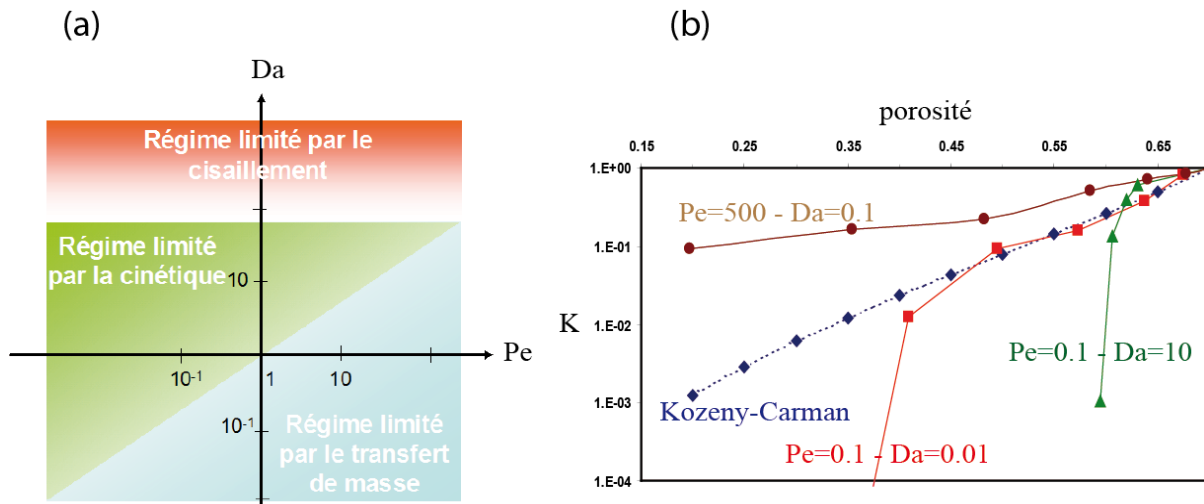 (a)
Da
Régime limité par le
cisaillement
Régime limité
par la cinétique
10
Pe
10-1
1
10
10-1
Régime limité
par le transfert
de masse
(b)
porosité
0.15 0.25 0.35 0.45 0.55 0.65
1.E+00
Pe=500 - Da=0.1
1.E-01
K
1.E-02
Pe=0.1 - Da=10
1.E-03
Kozeny-Carman
Pe=0.1 - Da=0.01
1.E-04